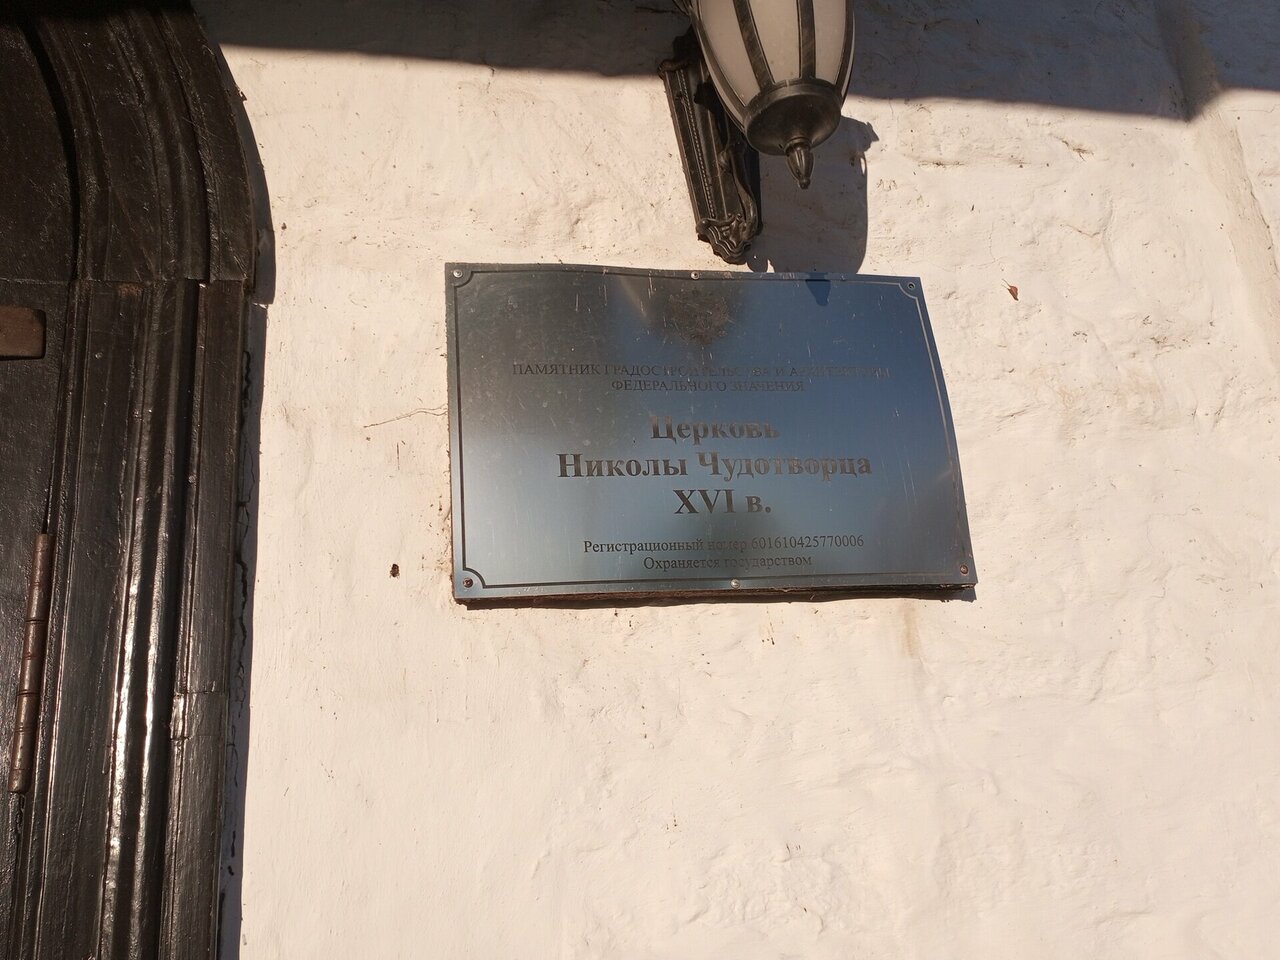 ПАМЯТНИК ГРАДОСТРОИТЕЛЬСТВА И АРХИТЕКТУРЫ
ФЕДЕРАЛЬНОГО ЗНАЧЕНИЯ
Церковь
Николы Чудотворца
XVI в.
Регистрационный номер 601610425770006
Охраняется государством